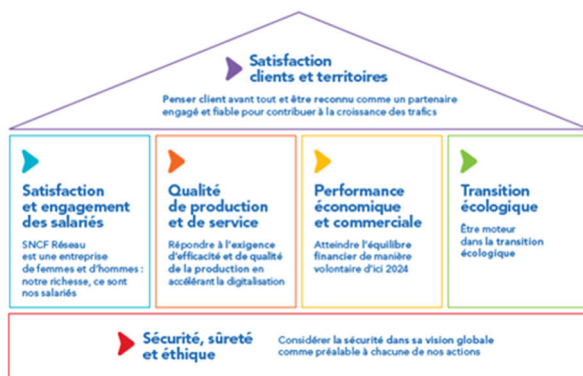 Satisfaction
clients et territoires
Penser client avant tout et être reconnu comme un partenaire
engagé et fiable pour contribuer à la croissance des trafics
Satisfaction
et engagement
des salariés
SNCF Réseau
est une entreprise
de femmes et d'hommes :
notre richesse, ce sont
nos salariés
Qualité
de production
et de service
Répondre à l'exigence
d'efficacité et de qualité
de la production en
accélérant la digitalisation
Performance
économique
et commerciale
Atteindre l'équilibre
financier de manière
volontaire d'ici 2024
Transition
écologique
Être moteur
dans la transition
écologique
Sécurité, sûreté
et éthique
Considérer la sécurité dans sa vision globale
comme préalable à chacune de nos actions